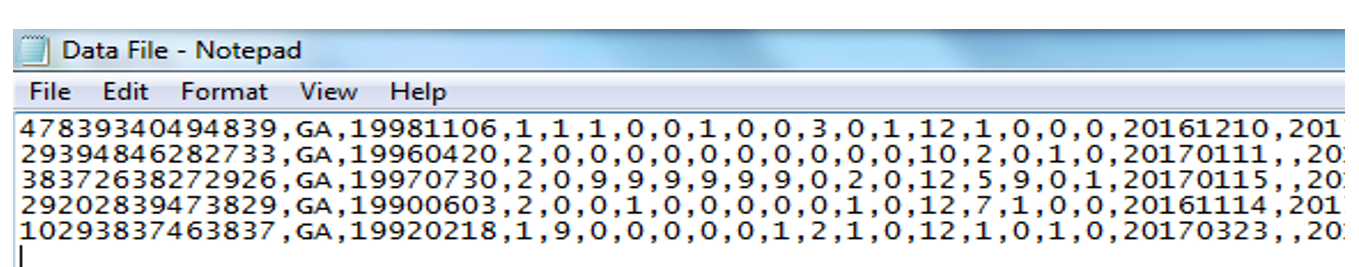 Data File - Notepad
File Edit Format View Help
47839340494839,GA,19981106,1,1,1,0,0,1,0,0,3,0,1,12,1,0,0,0,20161210,201
29394846282733,GA,19960420,2,0,0,0,0,0,0,0,0,0,0,10,2,0,1,0,20170111,,20
38372638272926,GA,19970730,2,0,9,9,9,9,9,9,0,2,0,12,5,9,0,1,20170115,,20
29202839473829,GA,19900603,2,0,0,1,0,0,0,0,0,1,0,12,7,1,0,0,20161114,201
10293837463837,GA,19920218,1,9,0,0,0,0,0,1,2,1,0,12,1,0,1,0,20170323,,20